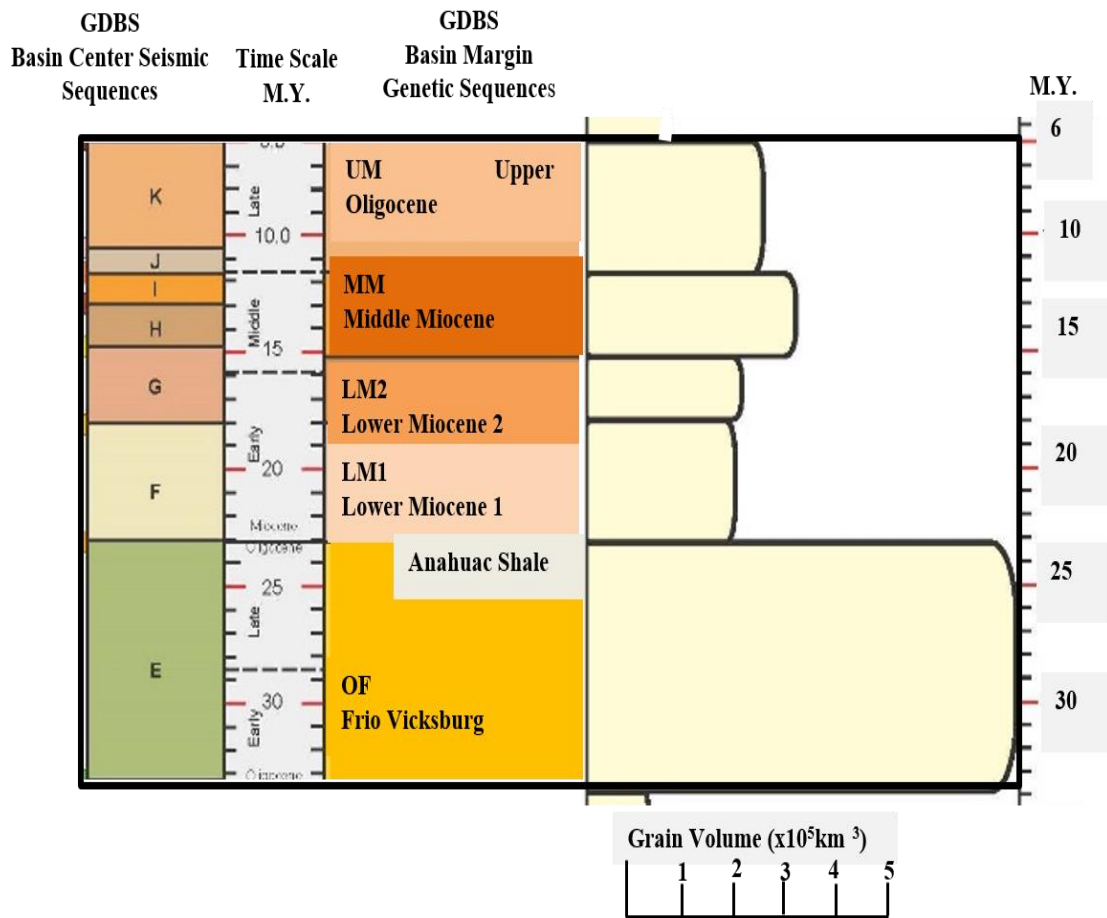 GDBS
Basin Center Seismic
Sequences
Time Scale
M.Y.
GDBS
Basin Margin
Genetic Sequences
M.Y.
K
J
I
H
G
F
E
Late
10.0
Middle
15
Early
20
Miocene
Oligocene
25
Late
30
Early
Oligocene
UM Upper
Oligocene
MM
Middle Miocene
LM2
Lower Miocene 2
LM1
Lower Miocene 1
Anahuac Shale
OF
Frio Vicksburg
6
10
15
20
25
30
Grain Volume (x10⁵km ³)
1 2 3 4 5